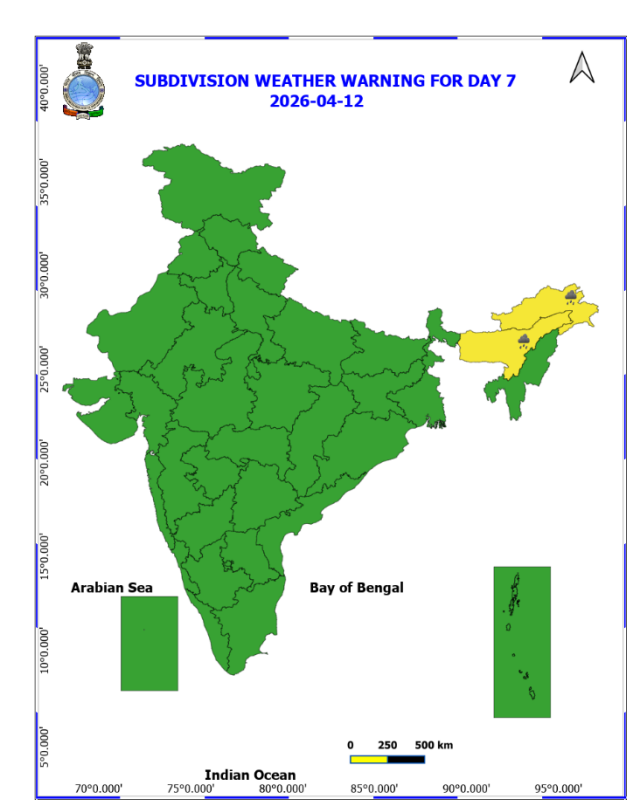 SUBDIVISION WEATHER WARNING FOR DAY 7
2026-04-12
40°0.000'
35°0.000'
30°0.000'
25°0.000'
20°0.000'
15°0.000'
10°0.000'
5°0.000'
Arabian Sea
Bay of Bengal
0 250 500 km
Indian Ocean
70°0.000' 75°0.000' 80°0.000' 85°0.000' 90°0.000' 95°0.000'